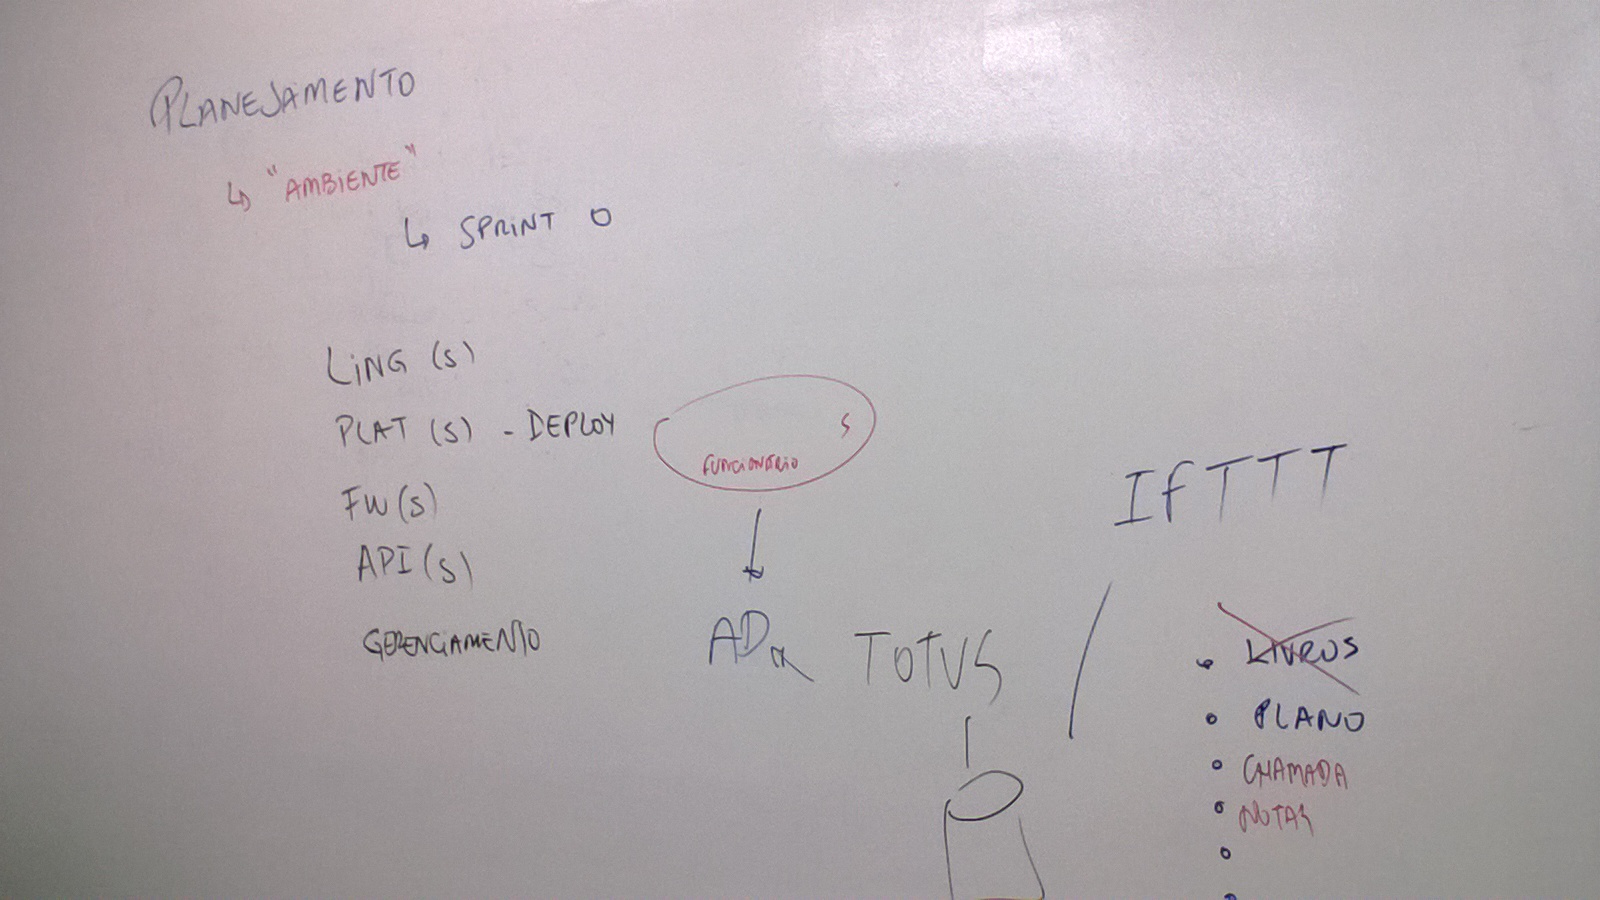 PLANEJAMENTO
↳ "AMBIENTE"
↳ SPRINT 0
LING (S)
PLAT (S) - DEPLOY
FW (S)
API (S)
GERENCIAMENTO
S
FUNCIONÁRIO
AD
TOTVS
IFTTT
LIVROS
PLANO
CHAMADA
NOTAS